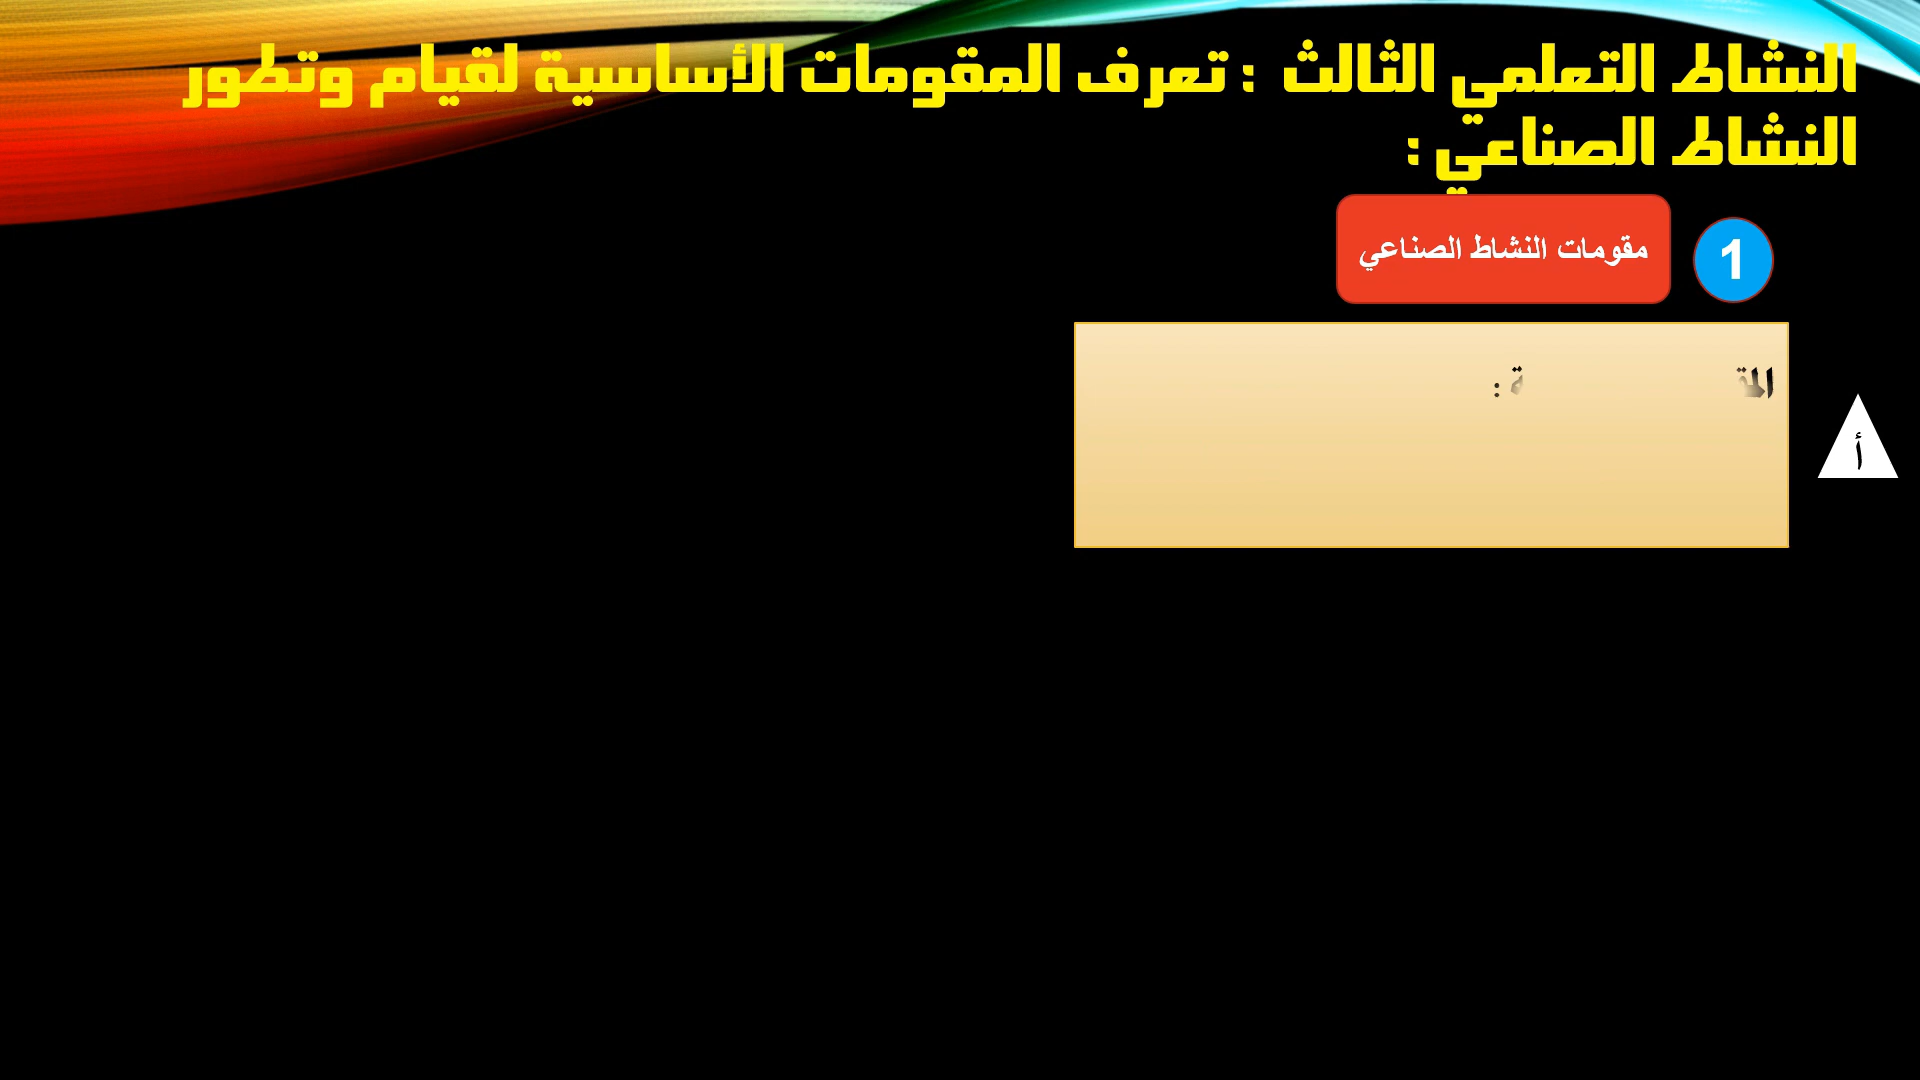 النشاط التعلمي الثالث : تعرف المقومات الأساسية لقيام وتطور
النشاط الصناعي :
1
مقومات النشاط الصناعي
أ